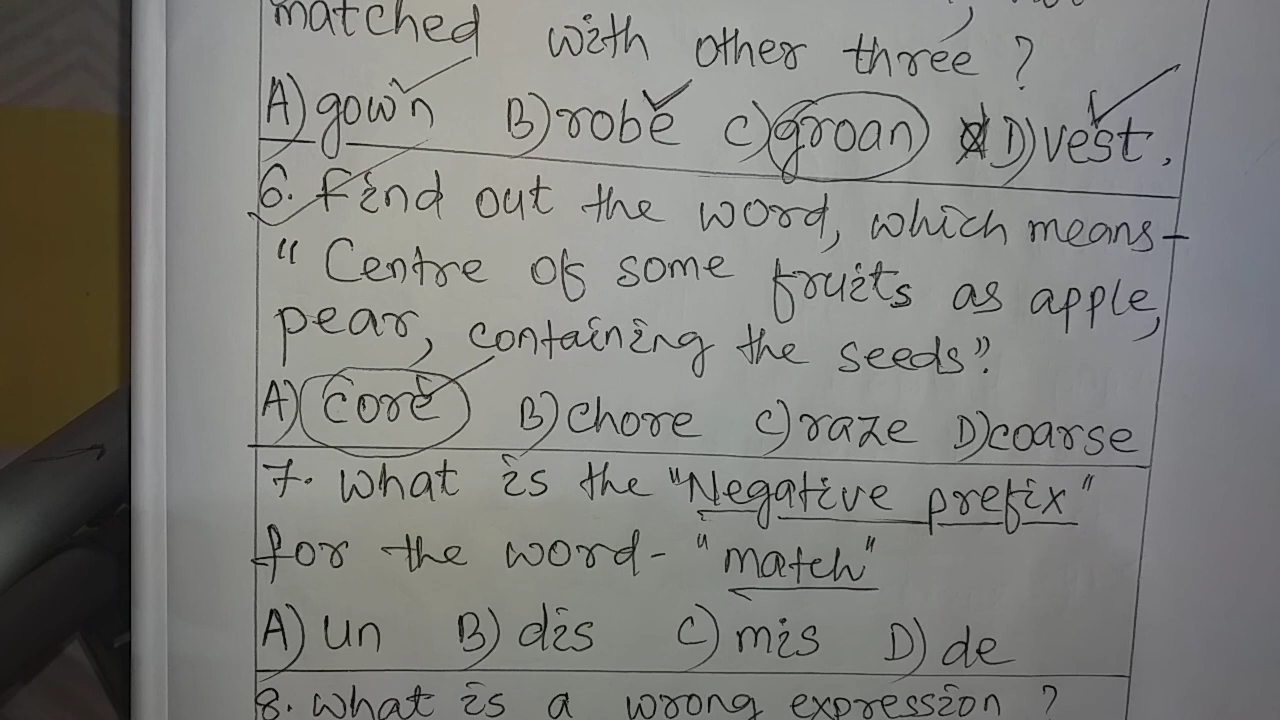 matched with other three ?
A) gown B) robe C) groan D) vest.
6. Find out the word, which means-
"Centre of some fruits as apple,
pear, containing the seeds"?
A) core B) chore C) raze D) coarse
7. What is the "Negative prefix"
for the word- "match"
A) un B) dis C) mis D) de
8. What is a wrong expression ?